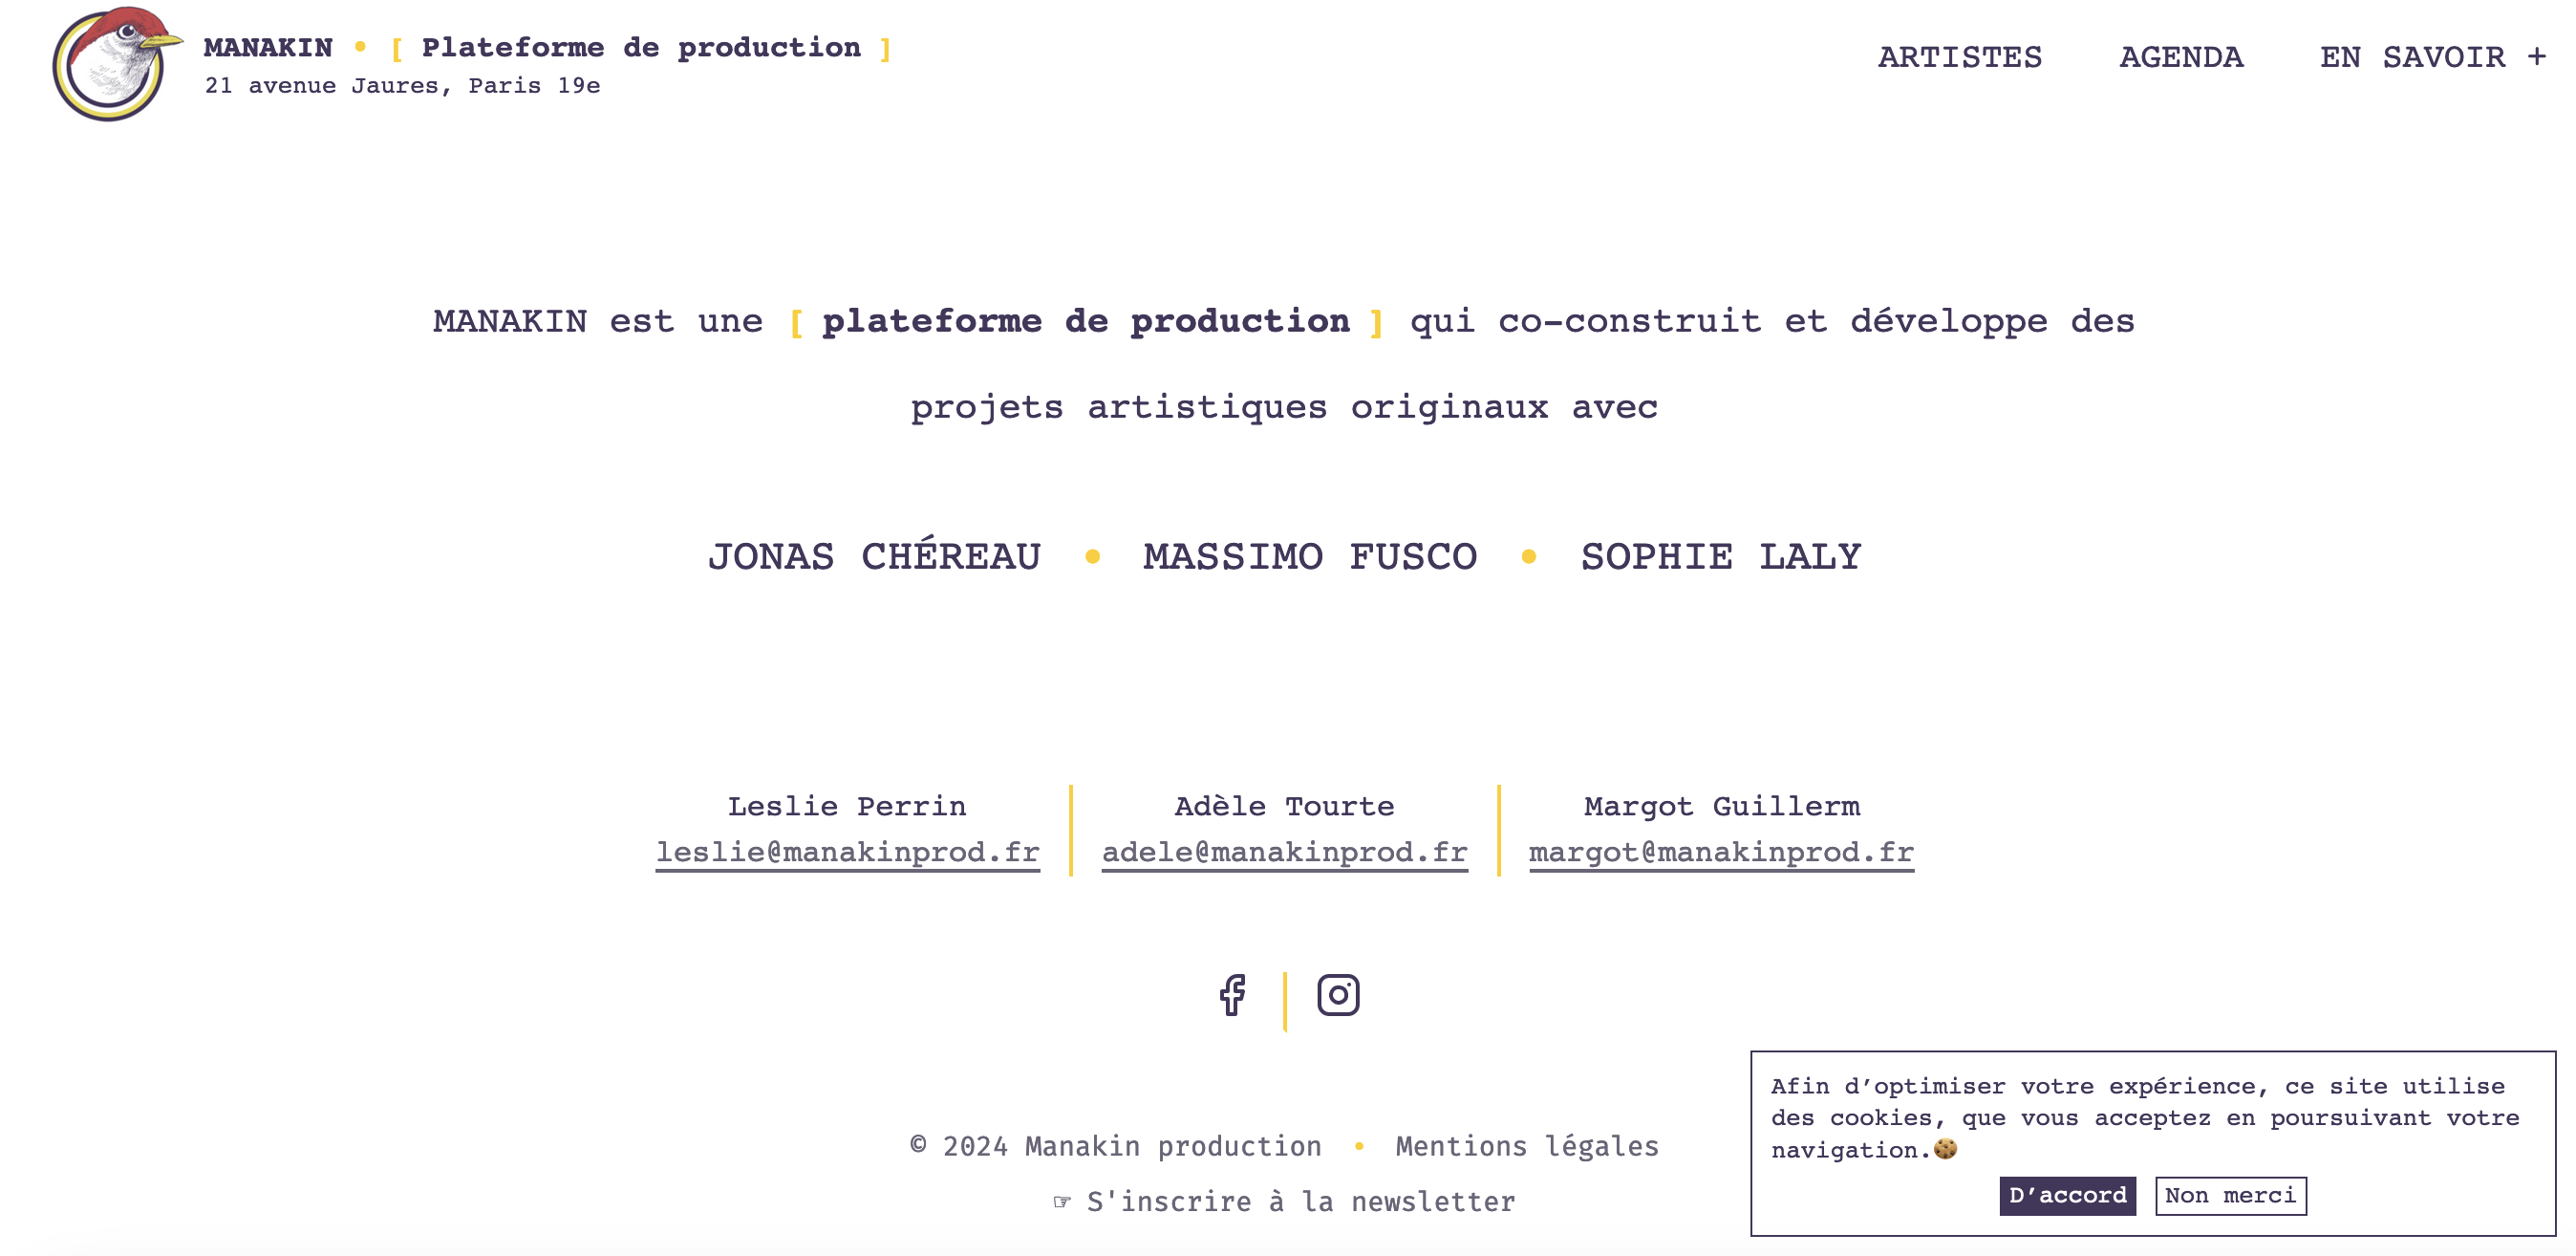 MANAKIN • [ Plateforme de production ]
21 avenue Jaures, Paris 19e
ARTISTES AGENDA EN SAVOIR +
MANAKIN est une [ plateforme de production ] qui co-construit et développe des
projets artistiques originaux avec
JONAS CHÉREAU • MASSIMO FUSCO • SOPHIE LALY
Leslie Perrin
leslie@manakinprod.fr
Adèle Tourte
adele@manakinprod.fr
Margot Guillerm
margot@manakinprod.fr
© 2024 Manakin production • Mentions légales
☞ S'inscrire à la newsletter
Afin d’optimiser votre expérience, ce site utilise
des cookies, que vous acceptez en poursuivant votre
navigation.🍪
D’accord Non merci